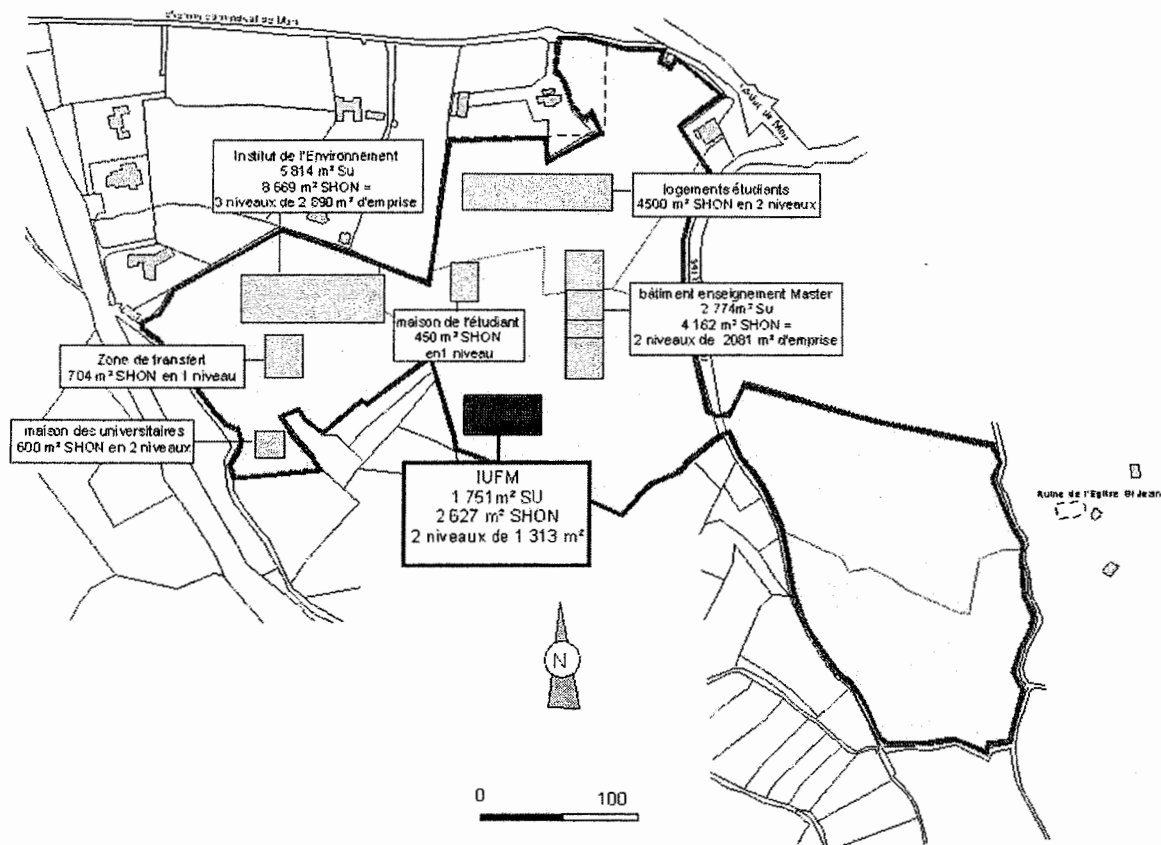 Institut de l'Environnement
5 814 m² Su
8 669 m² SHON =
3 niveaux de 2 890 m² d'emprise
logements étudiants
4500 m² SHON en 2 niveaux
bâtiment enseignement Master
2 774m² Su
4 162 m² SHON =
2 niveaux de 2081 m² d'emprise
maison de l'étudiant
450 m² SHON
en1 niveau
Zone de transfert
704 m² SHON en 1 niveau
maison des universitaires
600 m² SHON en 2 niveaux
IUFM
1 751 m² SU
2 627 m² SHON
2 niveaux de 1 313 m²
Ruine de l'Eglise St Jean
N
0 100